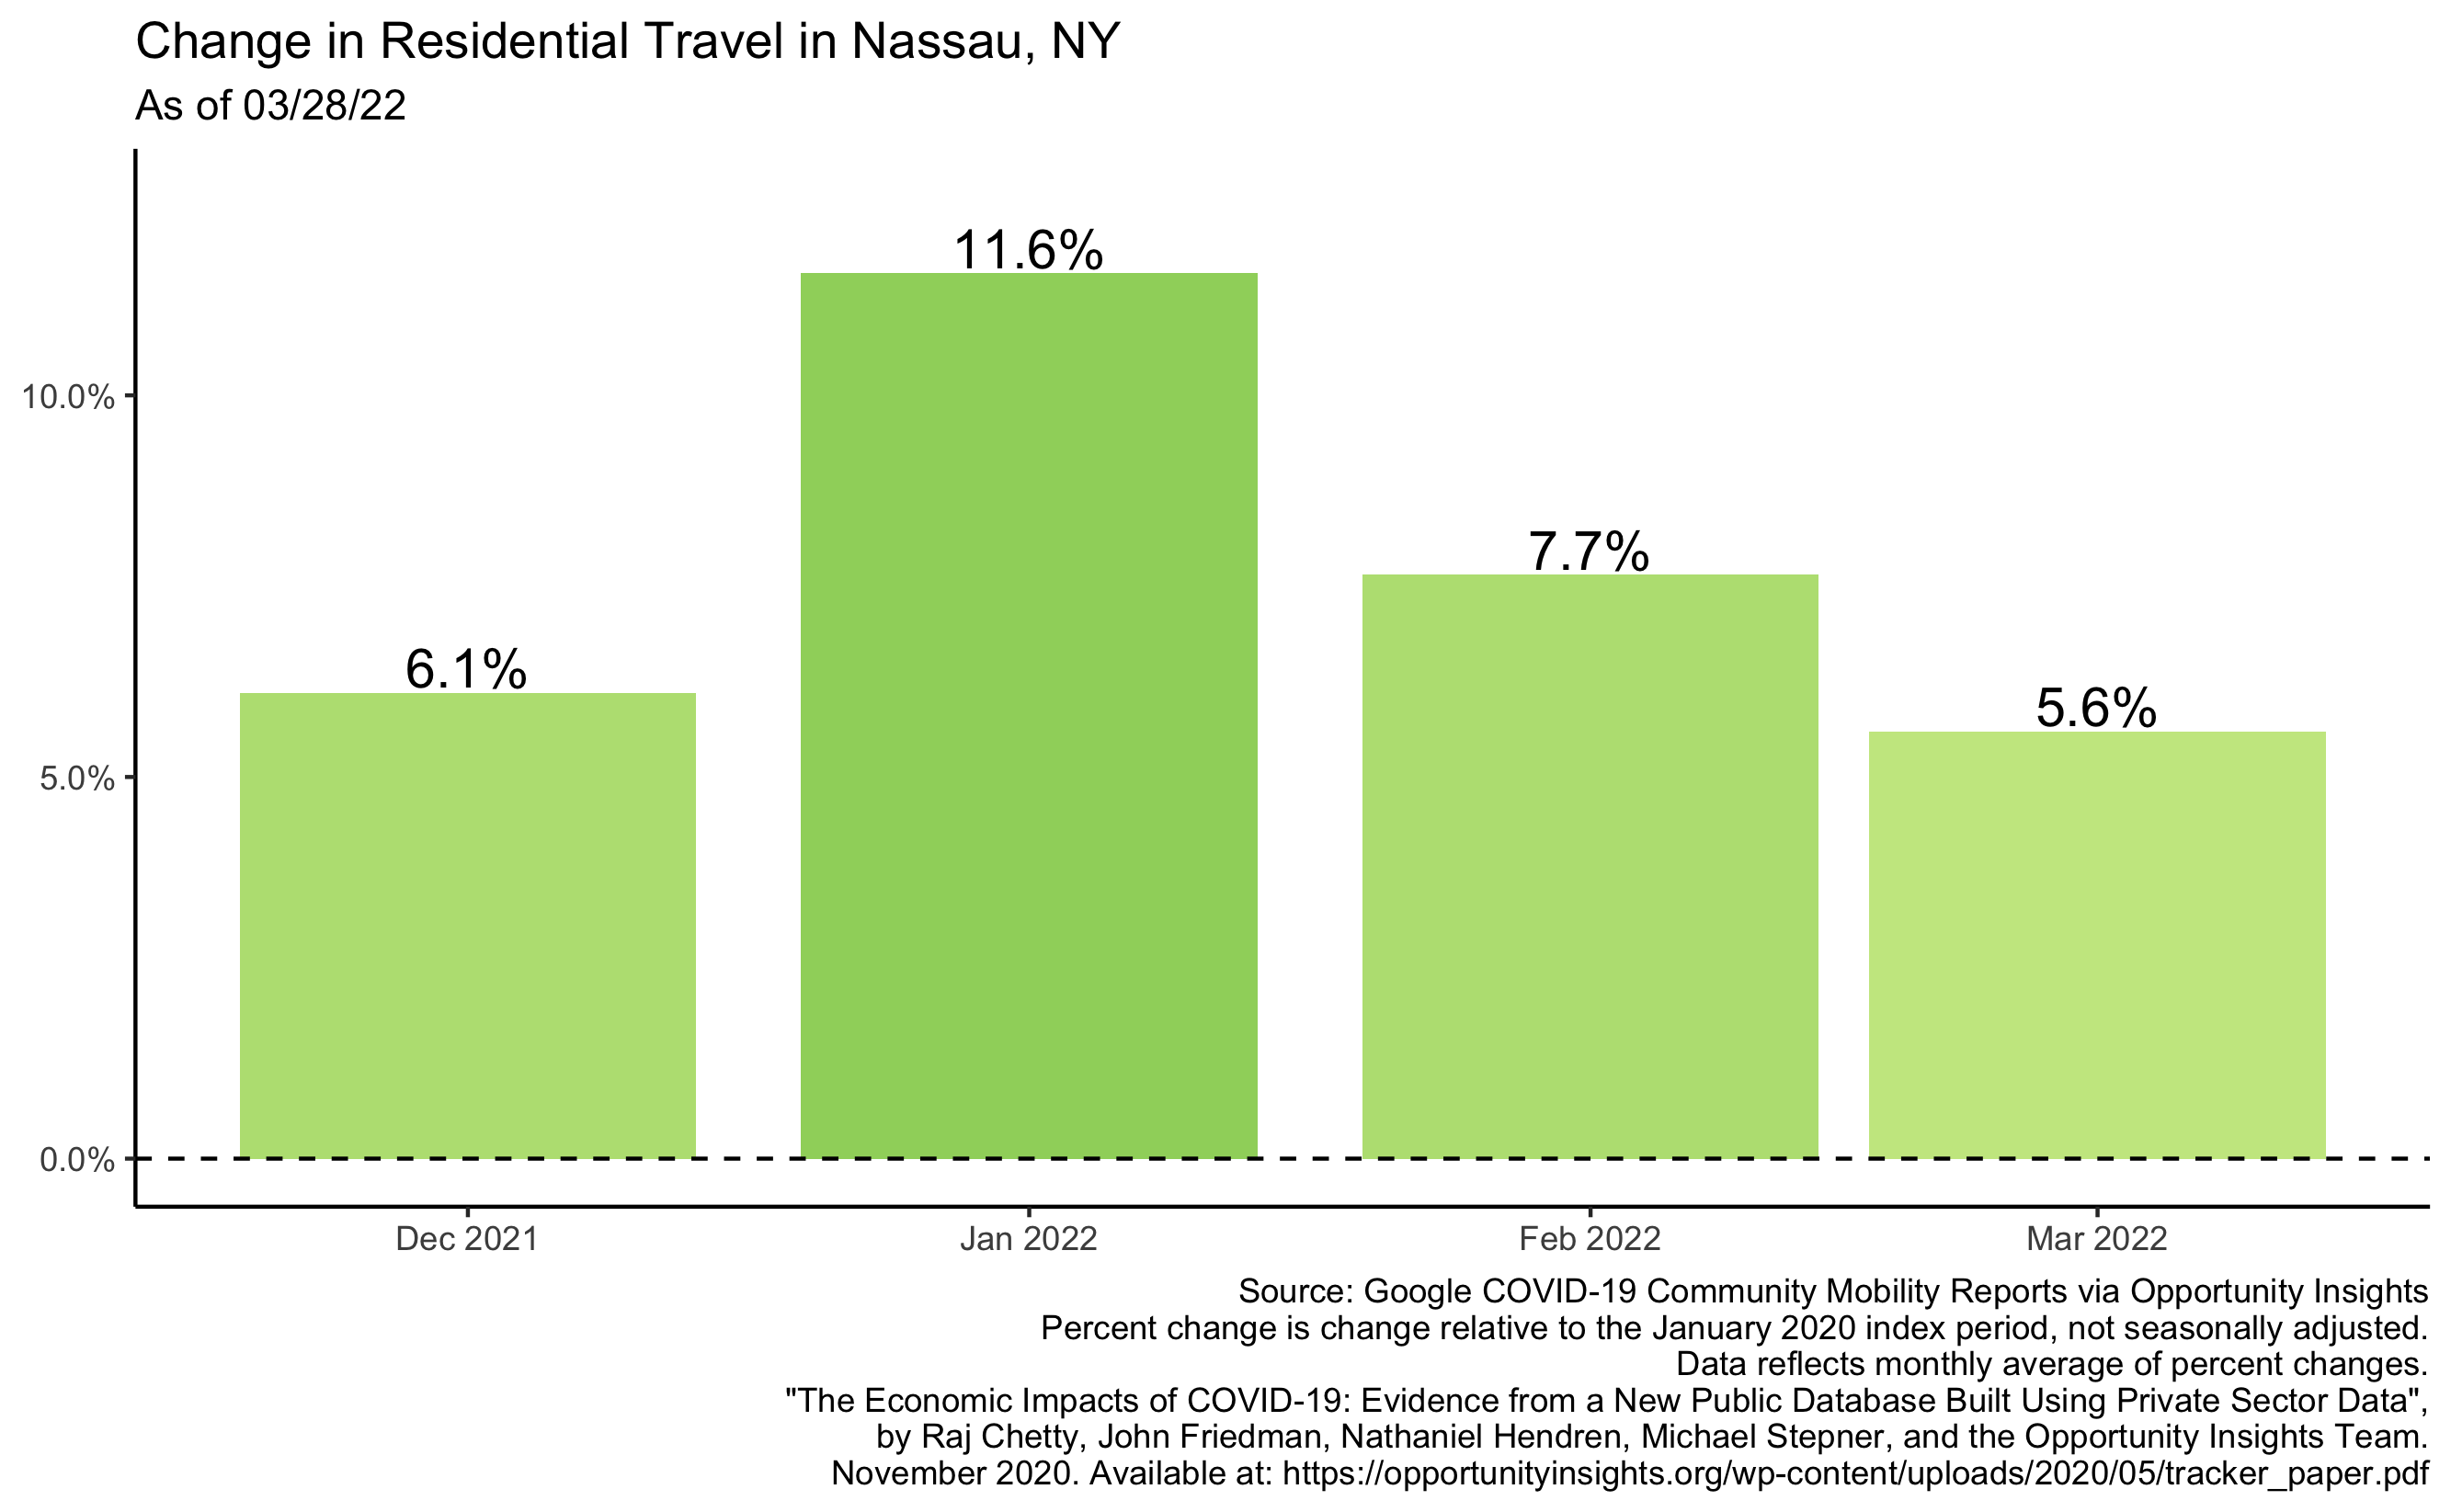 Change in Residential Travel in Nassau, NY
As of 03/28/22
11.6%
10.0%
7.7%
6.1%
5.6%
5.0%
0.0%
Dec 2021
Jan 2022
Feb 2022
Mar 2022
Source: Google COVID-19 Community Mobility Reports via Opportunity Insights
Percent change is change relative to the January 2020 index period, not seasonally adjusted.
Data reflects monthly average of percent changes.
"The Economic Impacts of COVID-19: Evidence from a New Public Database Built Using Private Sector Data",
by Raj Chetty, John Friedman, Nathaniel Hendren, Michael Stepner, and the Opportunity Insights Team.
November 2020. Available at: https://opportunityinsights.org/wp-content/uploads/2020/05/tracker_paper.pdf